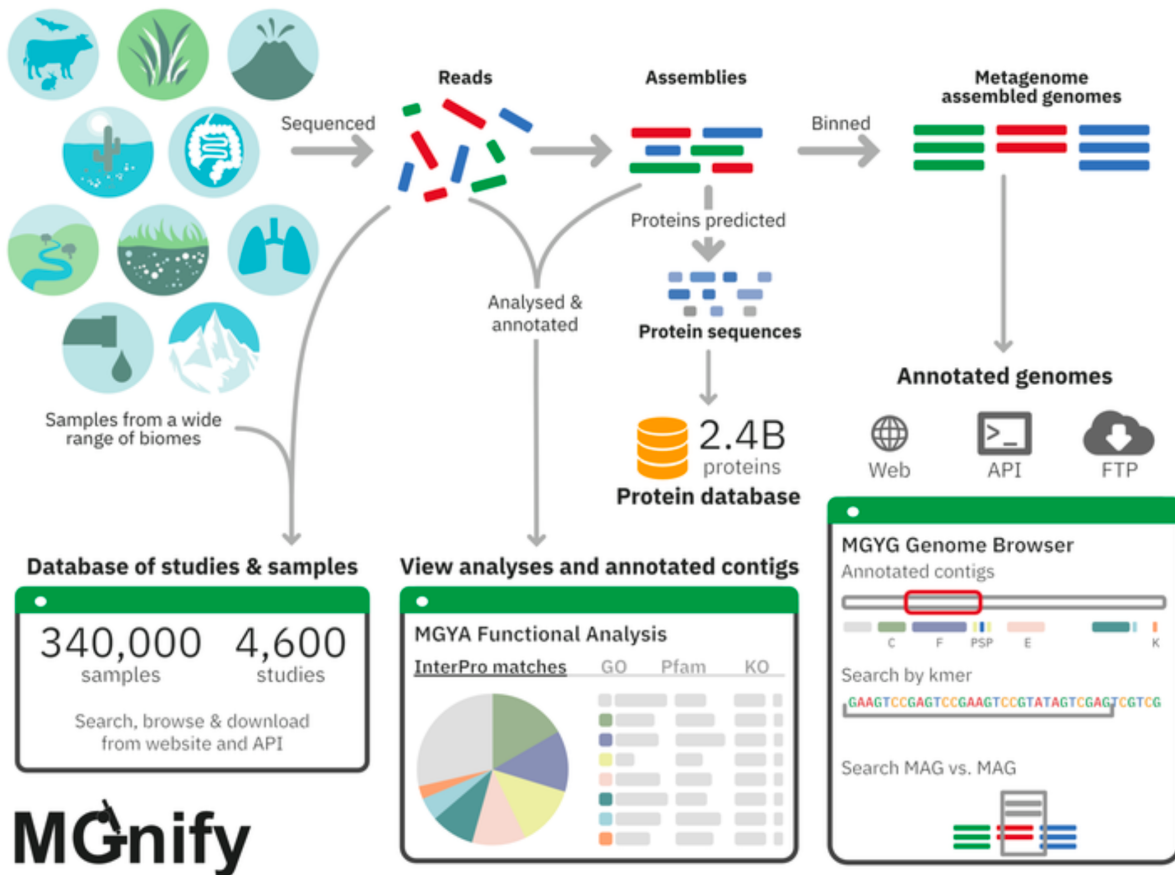 Reads
Assemblies
Metagenome
assembled genomes
Sequenced
Binned
Proteins predicted
Analysed &
annotated
Protein sequences
Samples from a wide
range of biomes
2.4B
proteins
Protein database
Annotated genomes
>_
Web
API
FTP
Database of studies & samples
340,000
samples
4,600
studies
Search, browse & download
from website and API
View analyses and annotated contigs
MGYA Functional Analysis
InterPro matches
GO
Pfam
KO
MGYG Genome Browser
Annotated contigs
C
F
PSP
E
K
Search by kmer
GAAGTCCGAGTCCGAAGTCCGTATAGTCGAGTCGTCG
Search MAG vs. MAG
MGnify